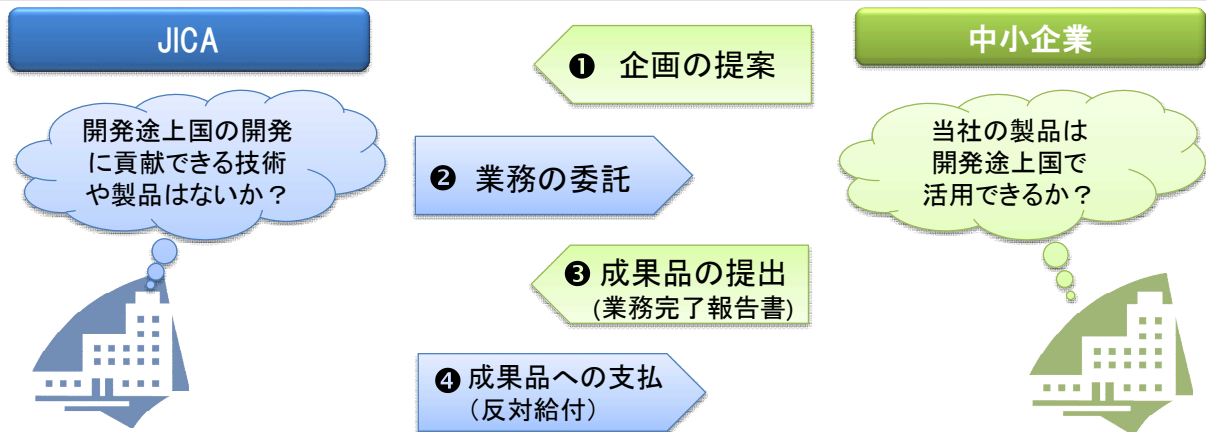 JICA
中小企業
❶ 企画の提案
開発途上国の開発
に貢献できる技術
や製品はないか？
当社の製品は
開発途上国で
活用できるか？
❷ 業務の委託
❸ 成果品の提出
(業務完了報告書)
❹ 成果品への支払
（反対給付）